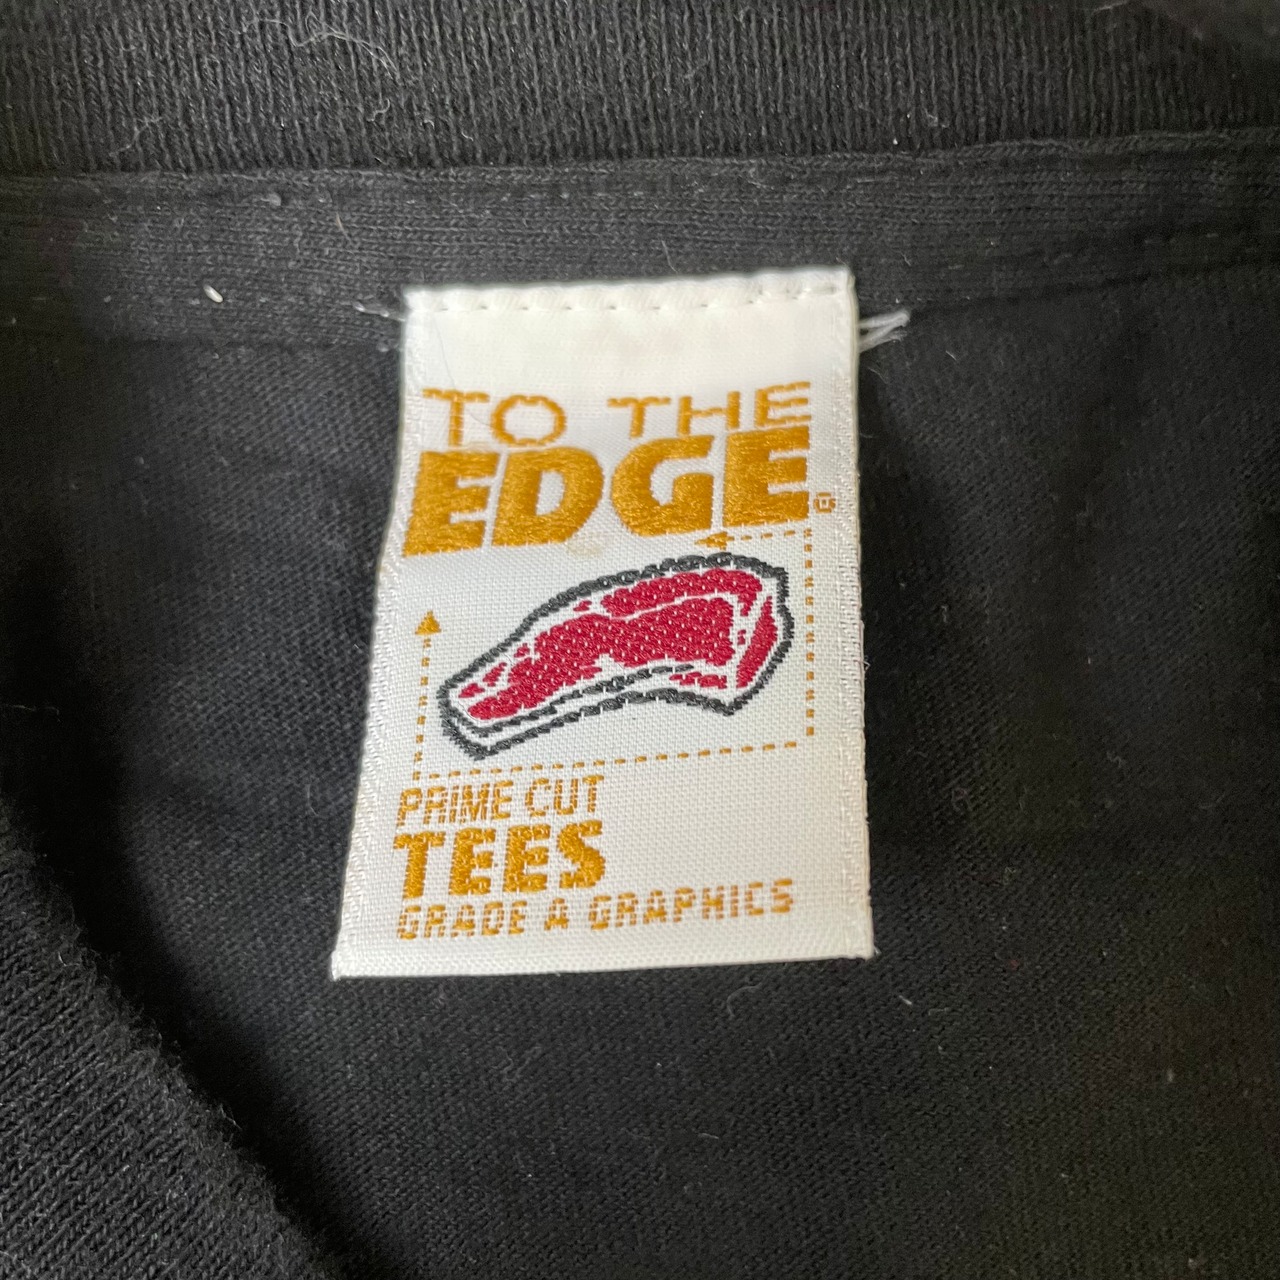 TO THE
EDGE®
PRIME CUT
TEES
GRADE A GRAPHICS